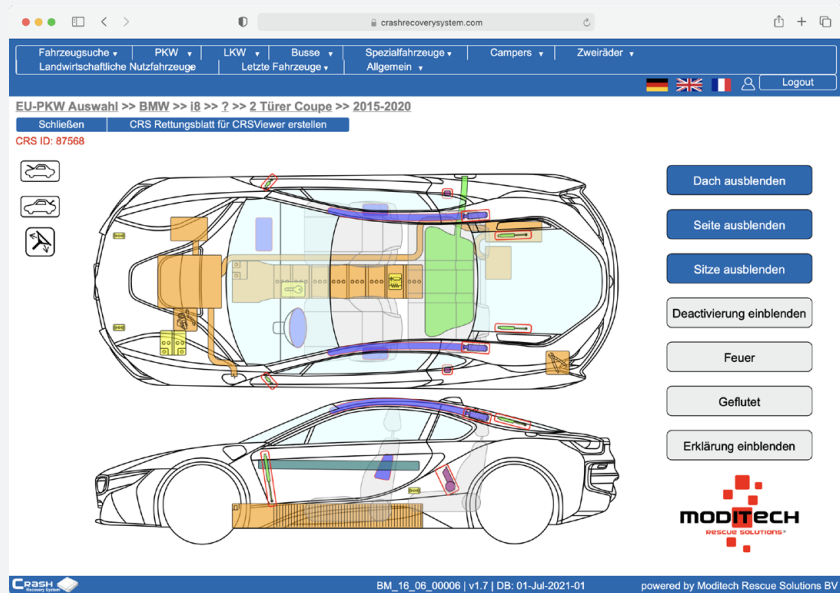 crashrecoverysystem.com
Fahrzeugsuche PKW LKW Busse Spezialfahrzeuge Campers Zweiräder
Landwirtschaftliche Nutzfahrzeuge Letzte Fahrzeuge Allgemein
Logout
EU-PKW Auswahl >> BMW >> i8 >> ? >> 2 Türer Coupe >> 2015-2020
Schließen CRS Rettungsblatt für CRSViewer erstellen
CRS ID: 87568
Dach ausblenden
Seite ausblenden
Sitze ausblenden
Deactivierung einblenden
Feuer
Geflutet
Erklärung einblenden
MODITECH
RESCUE SOLUTIONS
CRASH
Recovery System
BM_16_06_00006 | v1.7 | DB: 01-Jul-2021-01
powered by Moditech Rescue Solutions BV